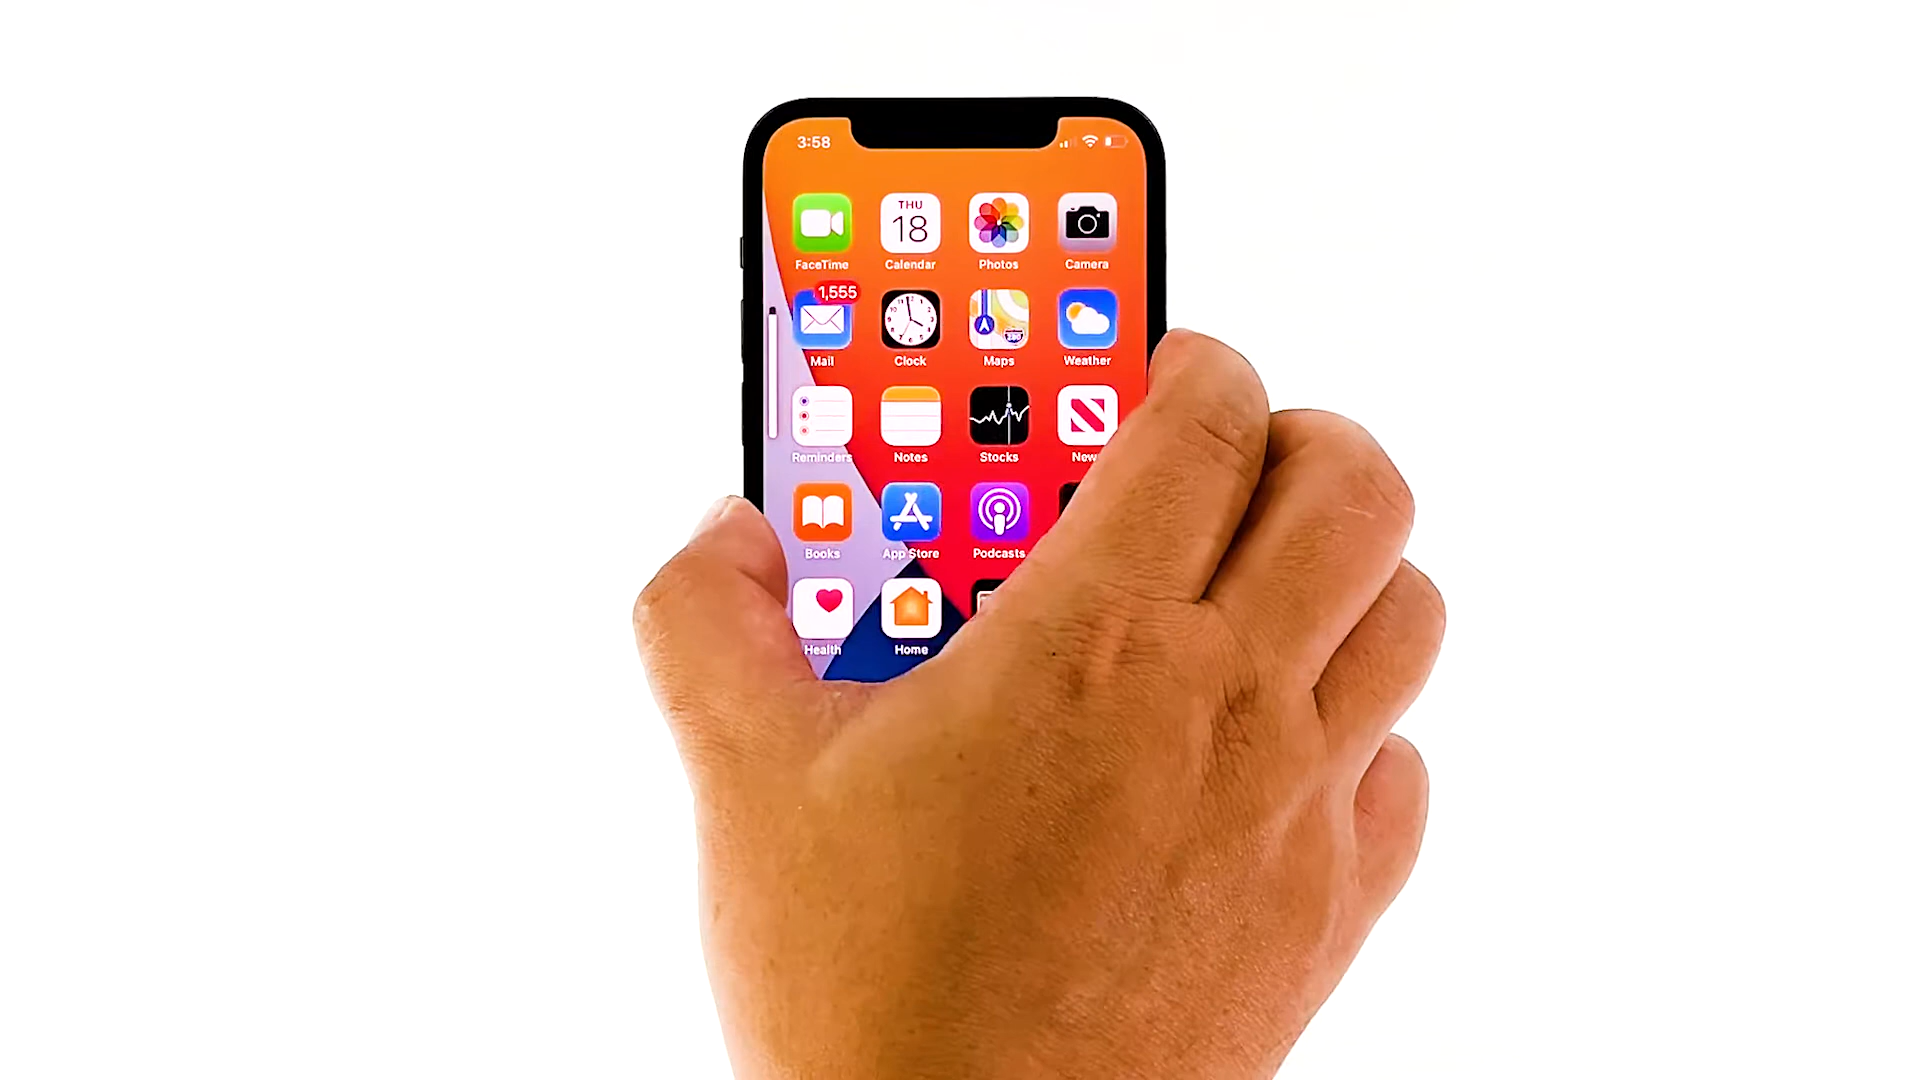 3:58
THU
18
FaceTime
Calendar
Photos
Camera
1,555
Mail
Clock
Maps
Weather
Reminders
Notes
Stocks
New
Books
App Store
Podcasts
Health
Home